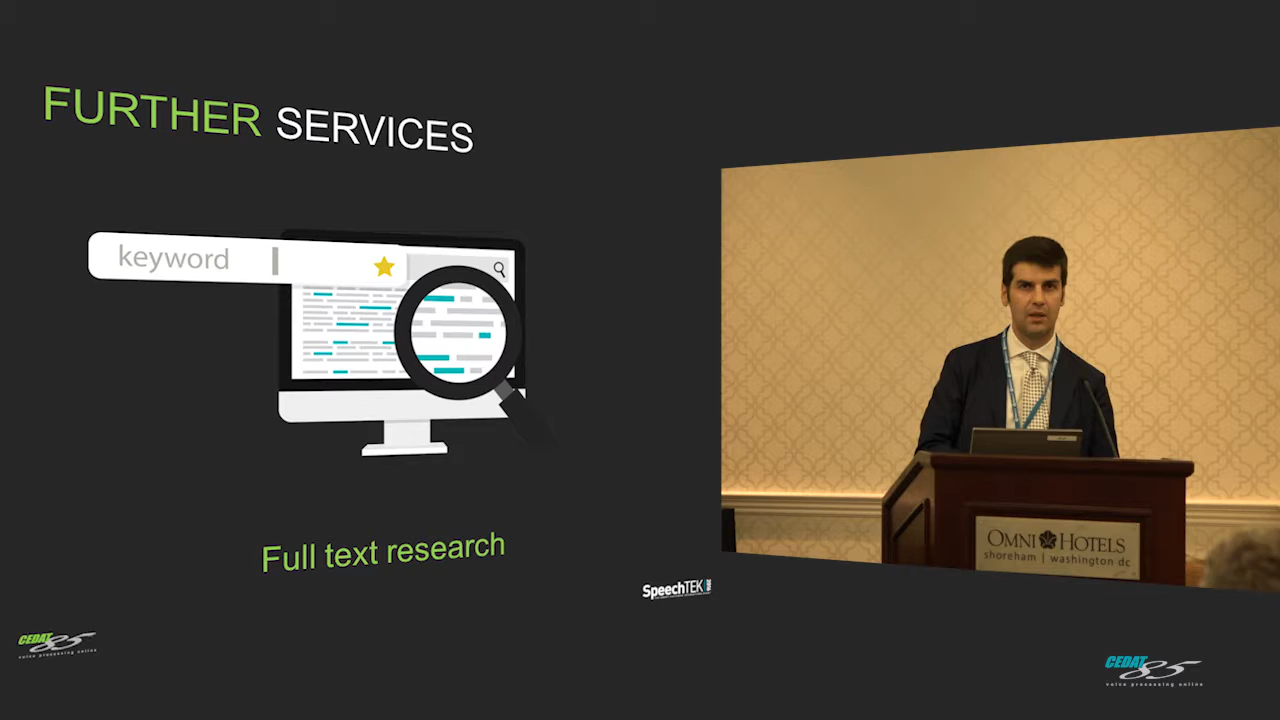 FURTHER SERVICES
keyword
Full text research
OMNI HOTELS
shoreham | washington dc
SpeechTEK
CEDAT 85
voice processing online
CEDAT 85
voice processing online